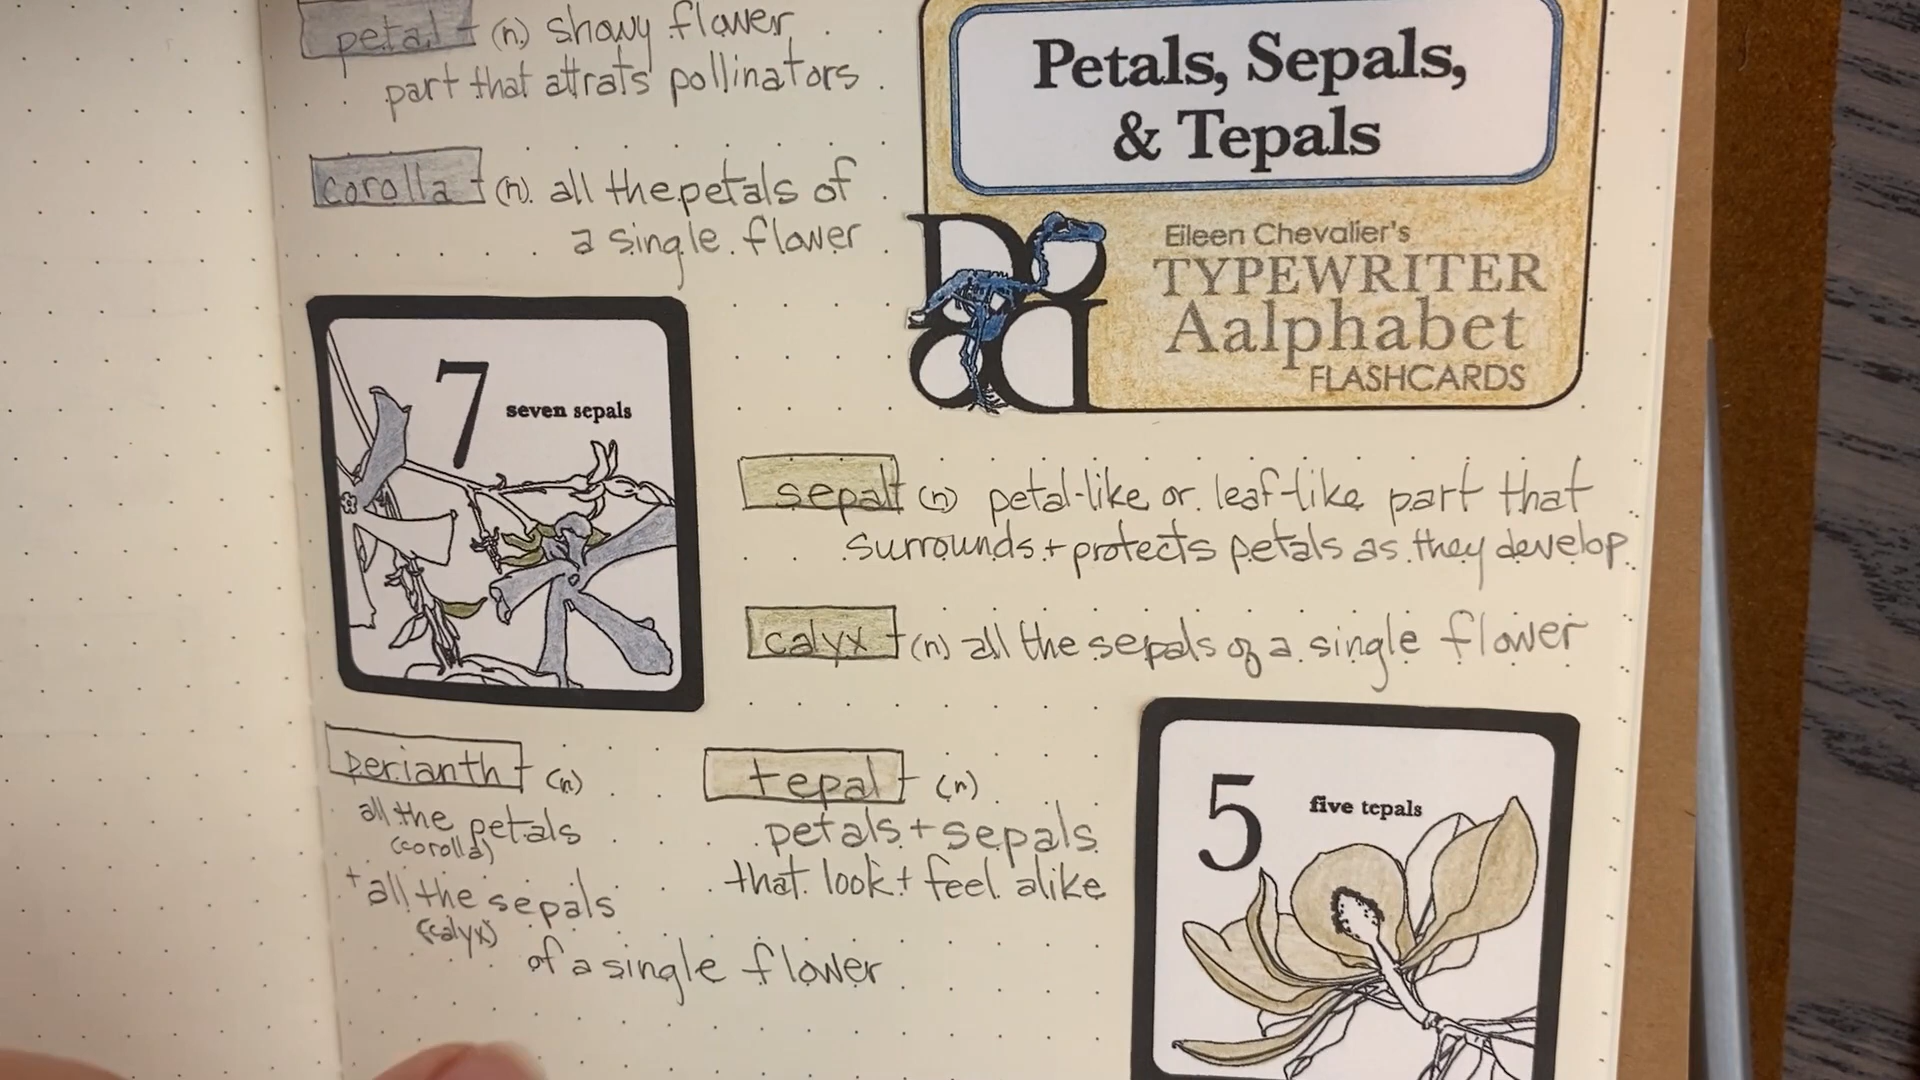 petal (n) showy flower
part that attrats pollinators
corolla (n). all the petals of
a single flower
Petals, Sepals,
& Tepals
Eileen Chevalier's
TYPEWRITER
Aalphabet
FLASHCARDS
7 seven sepals
sepal (n) petal-like or leaf-like part that
surrounds + protects petals as they develop
calyx (n) all the sepals of a single flower
perianth (n)
all the petals
(corolla)
+ all the sepals
(calyx)
of a single flower
tepal (n)
petals + sepals
that look + feel alike
5 five tepals